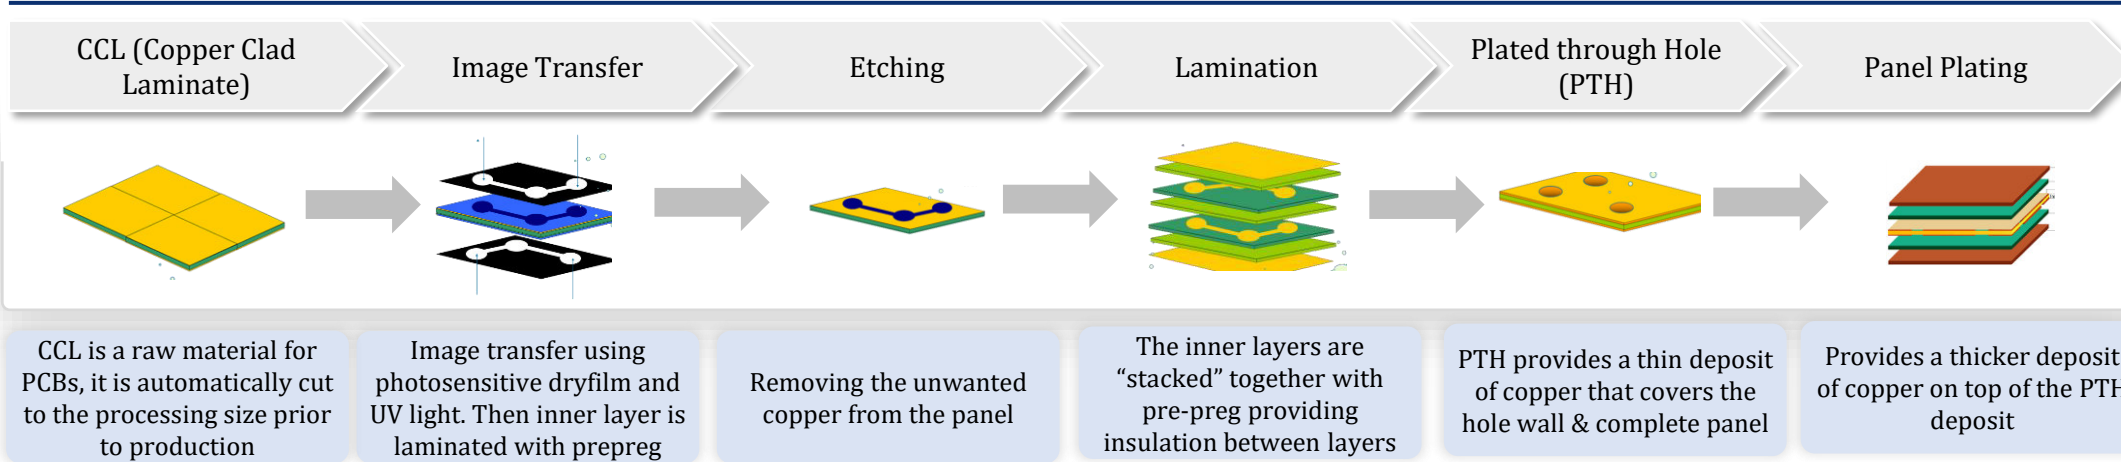 CCL (Copper Clad
Laminate)
Image Transfer
Etching
Lamination
Plated through Hole
(PTH)
Panel Plating
CCL is a raw material for
PCBs, it is automatically cut
to the processing size prior
to production
Image transfer using
photosensitive dryfilm and
UV light. Then inner layer is
laminated with prepreg
Removing the unwanted
copper from the panel
The inner layers are
“stacked” together with
pre-preg providing
insulation between layers
PTH provides a thin deposit
of copper that covers the
hole wall & complete panel
Provides a thicker deposit
of copper on top of the PTH
deposit